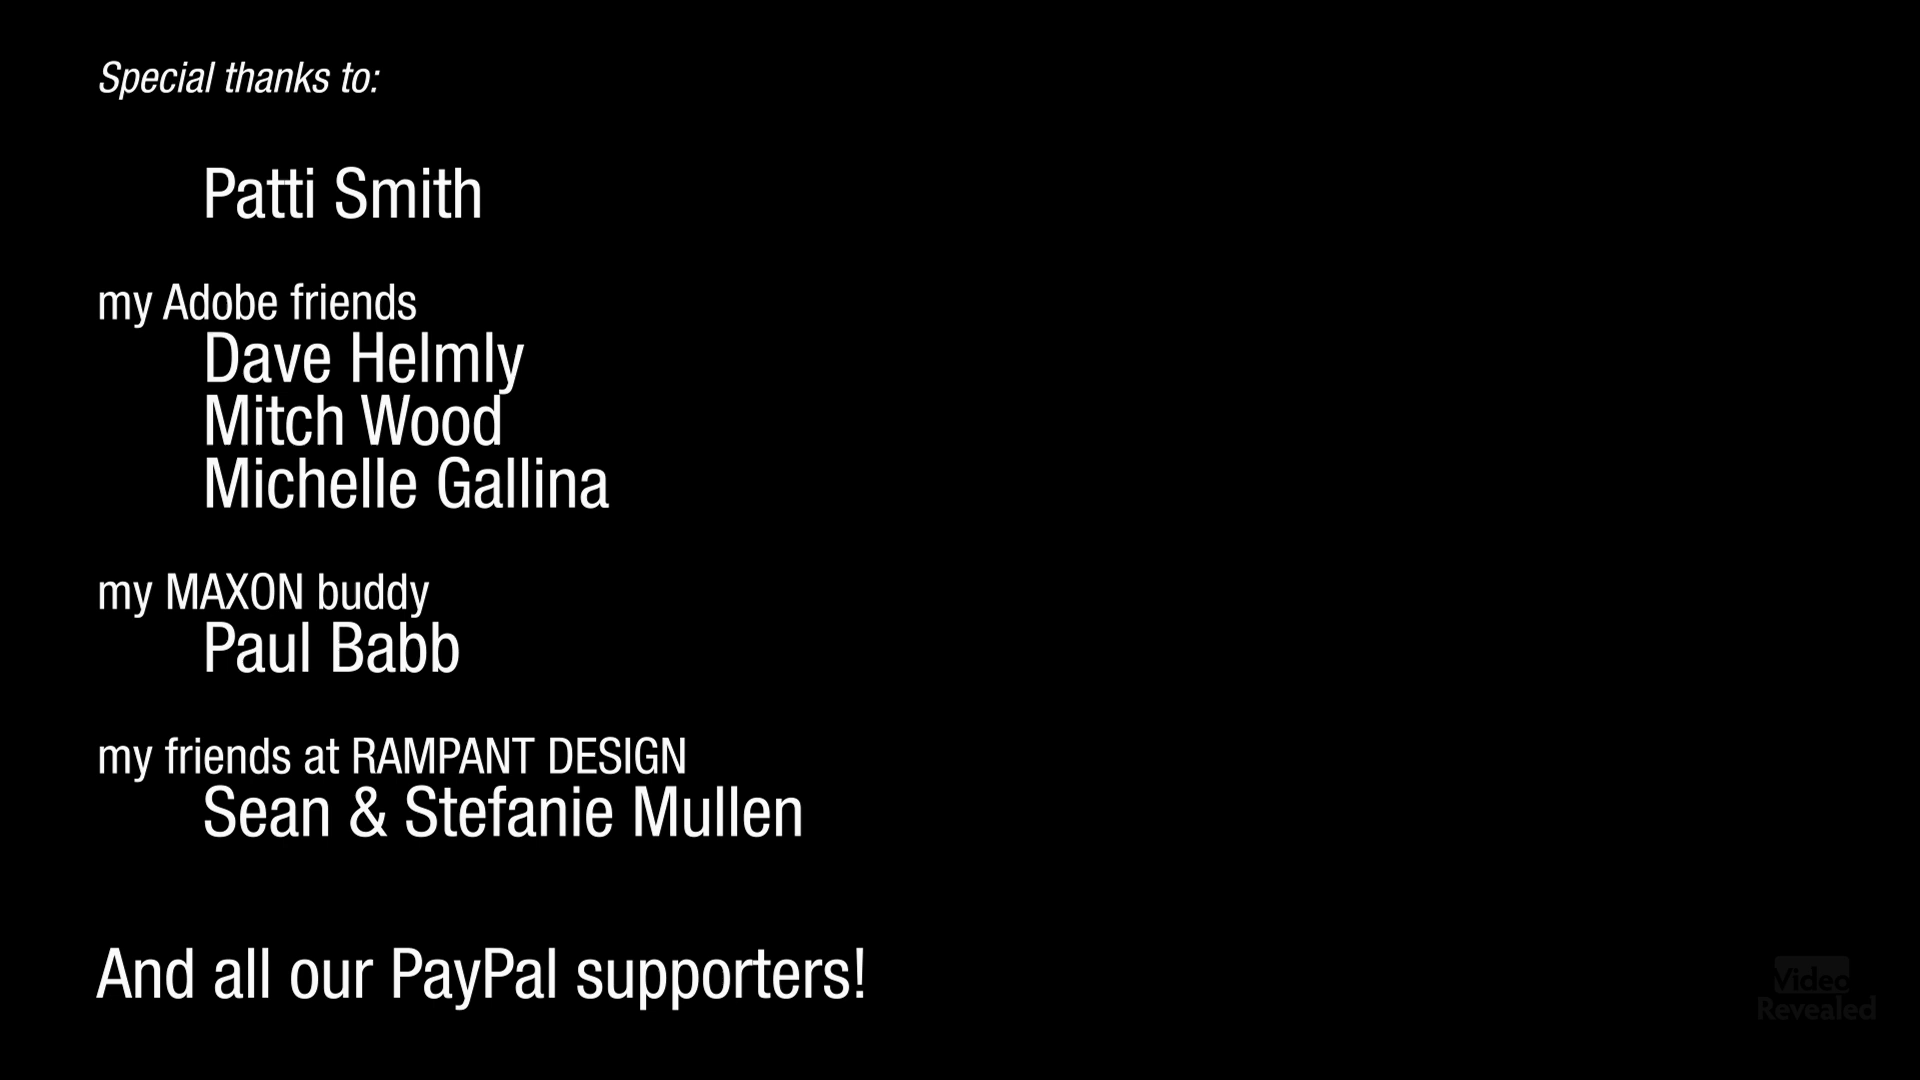 Special thanks to:
Patti Smith
my Adobe friends
Dave Helmly
Mitch Wood
Michelle Gallina
my MAXON buddy
Paul Babb
my friends at RAMPANT DESIGN
Sean & Stefanie Mullen
And all our PayPal supporters!
Video
Revealed